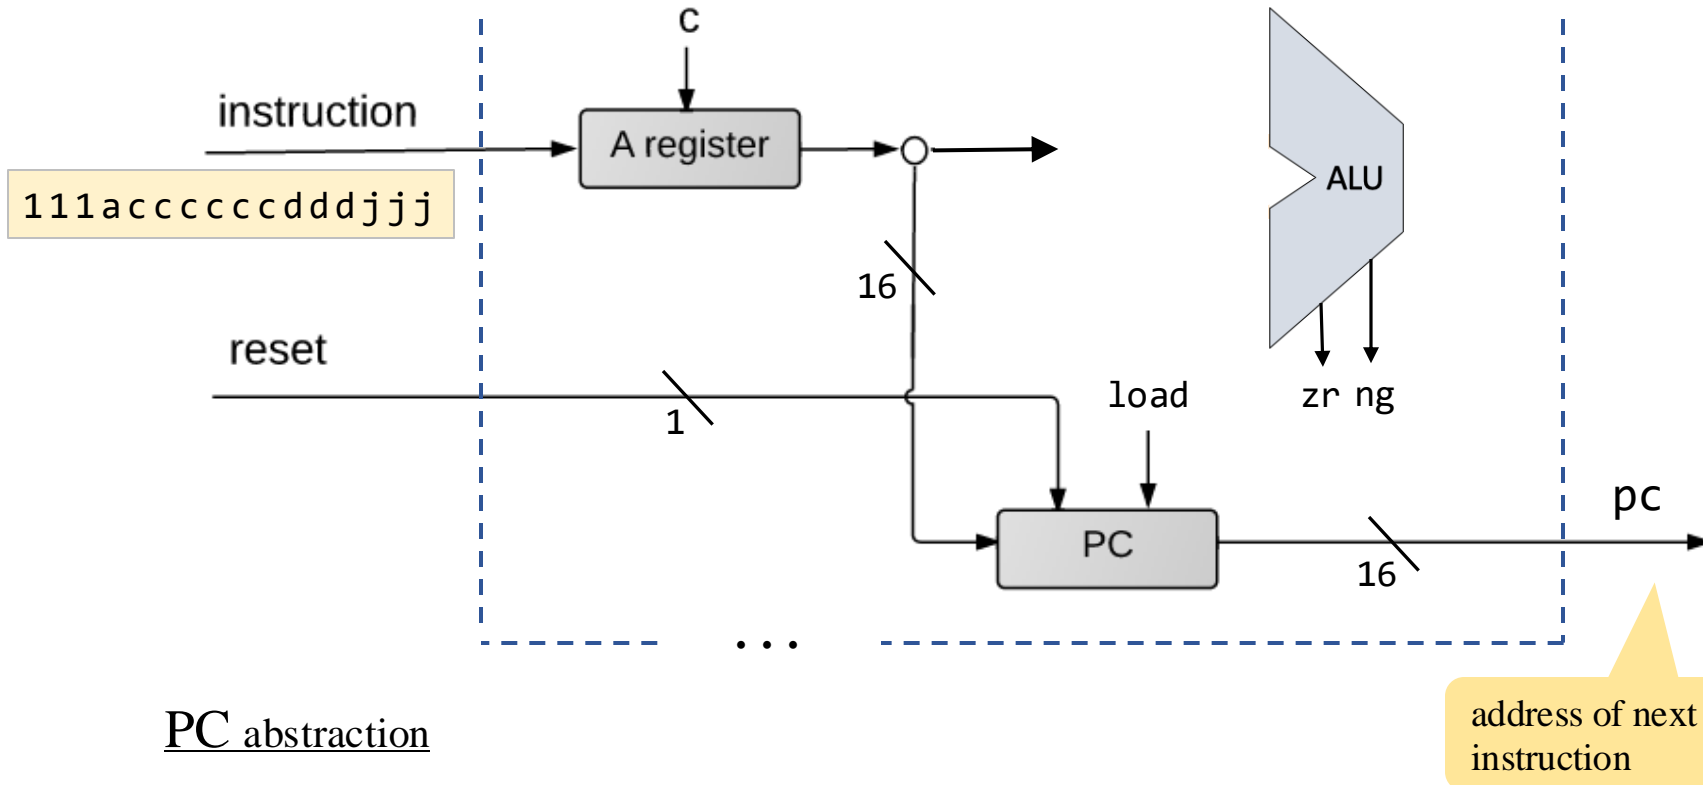 c
instruction
A register
111accccccdddjjj
ALU
16
reset
1
load
zr ng
pc
PC
16
...
PC abstraction
address of next
instruction